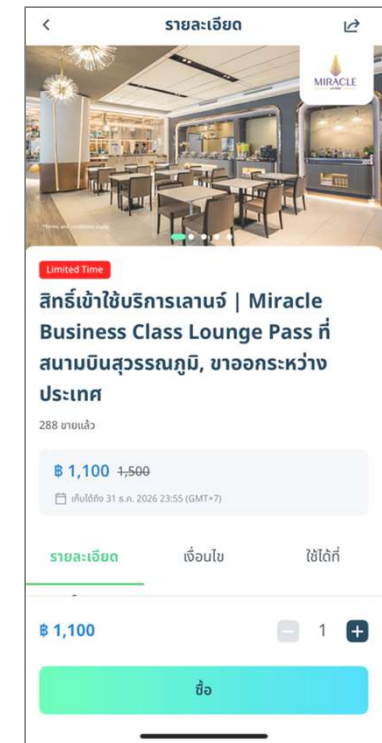 รายละเอียด
MIRACLE
LOUNGE
*Terms and conditions apply.
Limited Time
สิทธิ์เข้าใช้บริการเลานจ์ | Miracle
Business Class Lounge Pass ที่
สนามบินสุวรรณภูมิ, ขาออกระหว่าง
ประเทศ
288 ขายแล้ว
฿ 1,100 1,500
เก็บได้ถึง 31 ธ.ค. 2026 23:55 (GMT+7)
รายละเอียด เงื่อนไข ใช้ได้ที่
฿ 1,100 1
ซื้อ